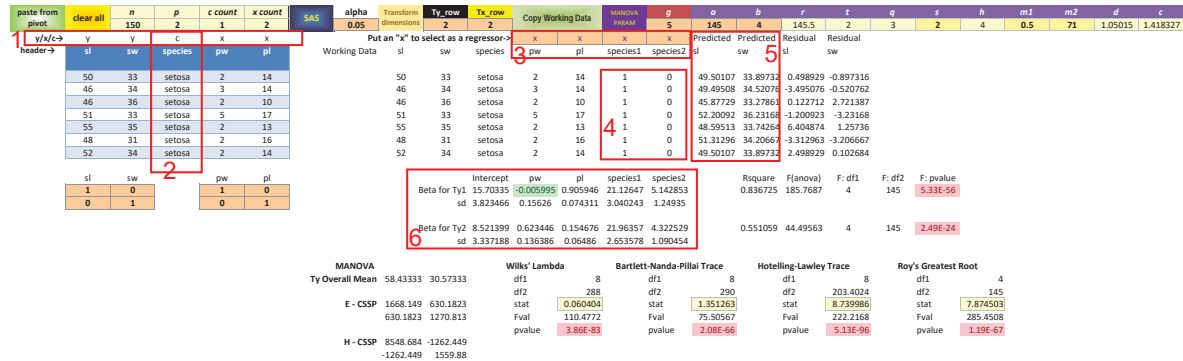 paste from pivot clear all n p c count x count SAS alpha Transform dimensions Ty_row Tx_row Copy Working Data MANOVA PARAM g a b r t q s h m1 m2 d c
150 2 1 2 0.05 2 2 5 145 4 145.5 2 3 2 4 0.5 71 1.05015 1.418327
1 y/x/c→ y y c x x Put an "x" to select as a regressor-> x x x x Predicted Predicted Residual Residual
header→ sl sw species pw pl Working Data sl sw species 3 pw pl species1 species2 sl sw 5 sl sw
50 33 setosa 2 14 50 33 setosa 2 14 1 0 49.50107 33.89732 0.498929 -0.897316
46 34 setosa 3 14 46 34 setosa 3 14 1 0 49.49508 34.52076 -3.495076 -0.520762
46 36 setosa 2 10 46 36 setosa 2 10 1 0 45.87729 33.27861 0.122712 2.721387
51 33 setosa 5 17 51 33 setosa 5 17 1 0 52.20092 36.23168 -1.200923 -3.23168
55 35 setosa 2 13 55 35 setosa 2 13 4 1 0 48.59513 33.74264 6.404874 1.25736
48 31 setosa 2 16 48 31 setosa 2 16 1 0 51.31296 34.20667 -3.312963 -3.206667
52 34 setosa 2 14 52 34 setosa 2 14 1 0 49.50107 33.89732 2.498929 0.102684
2
sl sw pw pl Intercept pw pl species1 species2 Rsquare F(anova) F: df1 F: df2 F: pvalue
1 0 1 0 Beta for Ty1 15.70335 -0.005995 0.905946 21.12647 5.142853 0.836725 185.7687 4 145 5.33E-56
0 1 0 1 sd 3.823466 0.15626 0.074311 3.040243 1.24935
Beta for Ty2 8.521399 0.623446 0.154676 21.96357 4.322529 0.551059 44.49563 4 145 2.49E-24
6 sd 3.337188 0.136386 0.06486 2.653578 1.090454
MANOVA Wilks' Lambda Bartlett-Nanda-Pillai Trace Hotelling-Lawley Trace Roy's Greatest Root
Ty Overall Mean 58.43333 30.57333 df1 8 df1 8 df1 8 df1 4
df2 288 df2 290 df2 203.4024 df2 145
E - CSSP 1668.149 630.1823 stat 0.060404 stat 1.351263 stat 8.739986 stat 7.874503
630.1823 1270.813 Fval 110.4772 Fval 75.50567 Fval 222.2168 Fval 285.4508
pvalue 3.86E-83 pvalue 2.08E-66 pvalue 5.13E-96 pvalue 1.19E-67
H - CSSP 8548.684 -1262.449
-1262.449 1559.88